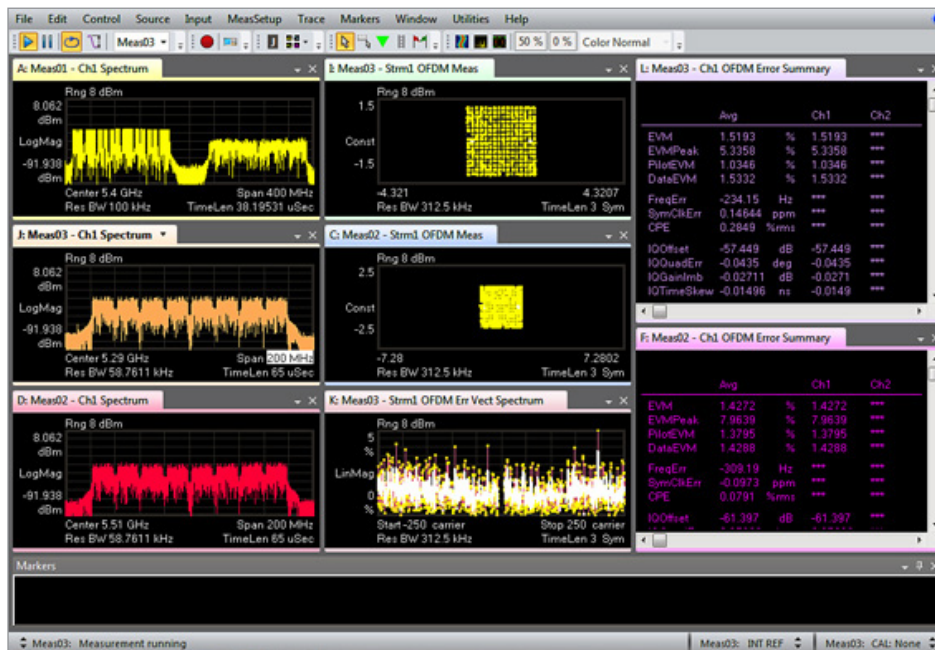 File Edit Control Source Input MeasSetup Trace Markers Window Utilities Help
Meas03 50 % 0 % Color Normal
A: Meas01 - Ch1 Spectrum
Rng 8 dBm
8.062
dBm
LogMag
-91.938
dBm
Center 5.4 GHz Span 400 MHz
Res BW 100 kHz TimeLen 38.19531 uSec
J: Meas03 - Ch1 Spectrum
Rng 8 dBm
8.062
dBm
LogMag
-91.938
dBm
Center 5.29 GHz Span 200 MHz
Res BW 58.7611 kHz TimeLen 65 uSec
D: Meas02 - Ch1 Spectrum
Rng 8 dBm
8.062
dBm
LogMag
-91.938
dBm
Center 5.51 GHz Span 200 MHz
Res BW 58.7611 kHz TimeLen 65 uSec
I: Meas03 - Strm1 OFDM Meas
Rng 8 dBm
1.5
Const
-1.5
-4.321 4.3207
Res BW 312.5 kHz TimeLen 3 Sym
C: Meas02 - Strm1 OFDM Meas
Rng 8 dBm
2.5
Const
-2.5
-7.28 7.2802
Res BW 312.5 kHz TimeLen 3 Sym
K: Meas03 - Strm1 OFDM Err Vect Spectrum
Rng 8 dBm
5
%
LinMag
0
%
Start -250 carrier Stop 250 carrier
Res BW 312.5 kHz TimeLen 3 Sym
L: Meas03 - Ch1 OFDM Error Summary
Avg Ch1 Ch2
EVM 1.5193 % 1.5193 ***
EVMPeak 5.3358 % 5.3358 ***
PilotEVM 1.0346 % 1.0346 ***
DataEVM 1.5332 % 1.5332 ***
FreqErr -234.15 Hz *** ***
SymClkErr 0.14644 ppm *** ***
CPE 0.2849 %rms *** ***
IQOffset -57.449 dB -57.449 ***
IQQuadErr -0.0435 deg -0.0435 ***
IQGainImb -0.02711 dB -0.0271 ***
IQTimeSkew -0.01496 ns -0.0149 ***
F: Meas02 - Ch1 OFDM Error Summary
Avg Ch1 Ch2
EVM 1.4272 % 1.4272 ***
EVMPeak 7.9639 % 7.9639 ***
PilotEVM 1.3795 % 1.3795 ***
DataEVM 1.4288 % 1.4288 ***
FreqErr -309.19 Hz *** ***
SymClkErr -0.0973 ppm *** ***
CPE 0.0791 %rms *** ***
IQOffset -61.397 dB -61.397 ***
Markers
Meas03: Measurement running Meas03: INT REF Meas03: CAL: None